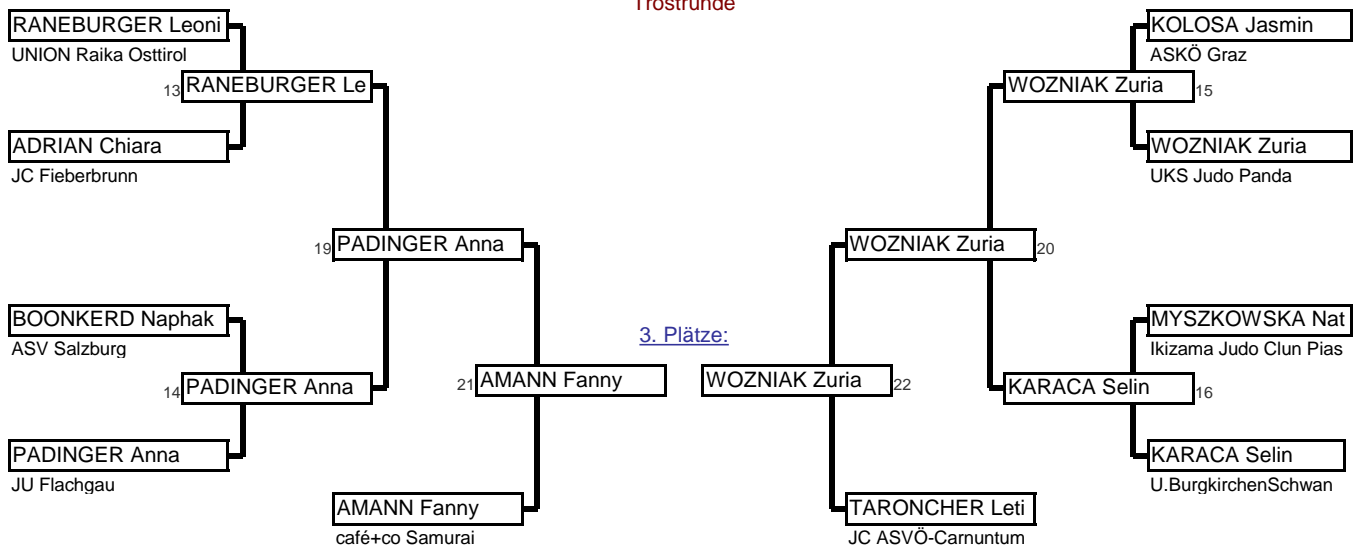 Trostrunde
RANEBURGER Leoni
UNION Raika Osttirol
13 RANEBURGER Le
ADRIAN Chiara
JC Fieberbrunn
19 PADINGER Anna
BOONKERD Naphak
ASV Salzburg
14 PADINGER Anna
PADINGER Anna
JU Flachgau
21 AMANN Fanny
AMANN Fanny
café+co Samurai
3. Plätze:
KOLOSA Jasmin
ASKÖ Graz
WOZNIAK Zuria 15
WOZNIAK Zuria
UKS Judo Panda
WOZNIAK Zuria 20
MYSZKOWSKA Nat
Ikizama Judo Clun Pias
KARACA Selin 16
KARACA Selin
U.BurgkirchenSchwan
WOZNIAK Zuria 22
TARONCHER Leti
JC ASVÖ-Carnuntum